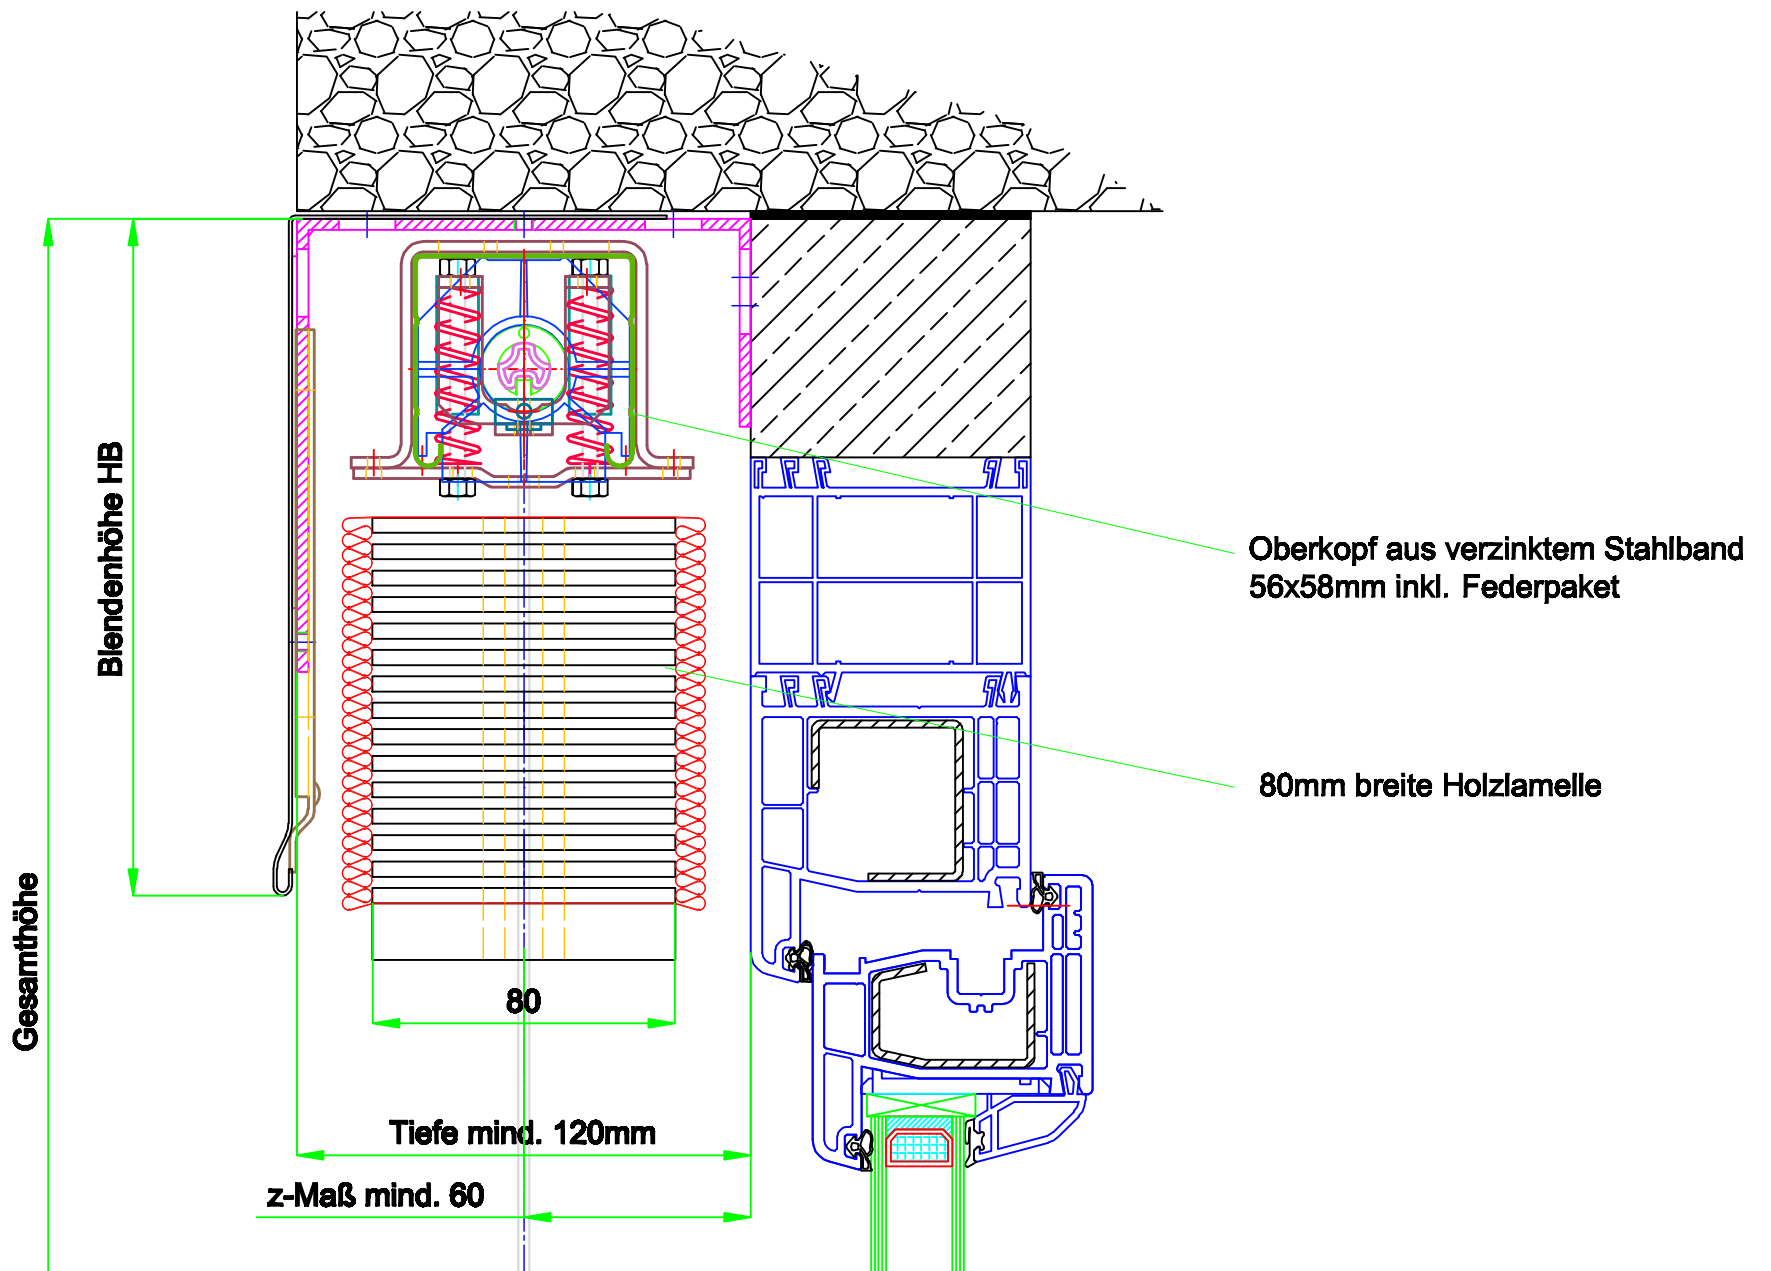 Blendenhöhe HB
Gesamthöhe
Oberkopf aus verzinktem Stahlband
56x58mm inkl. Federpaket
80mm breite Holzlamelle
80
Tiefe mind. 120mm
z-Maß mind. 60